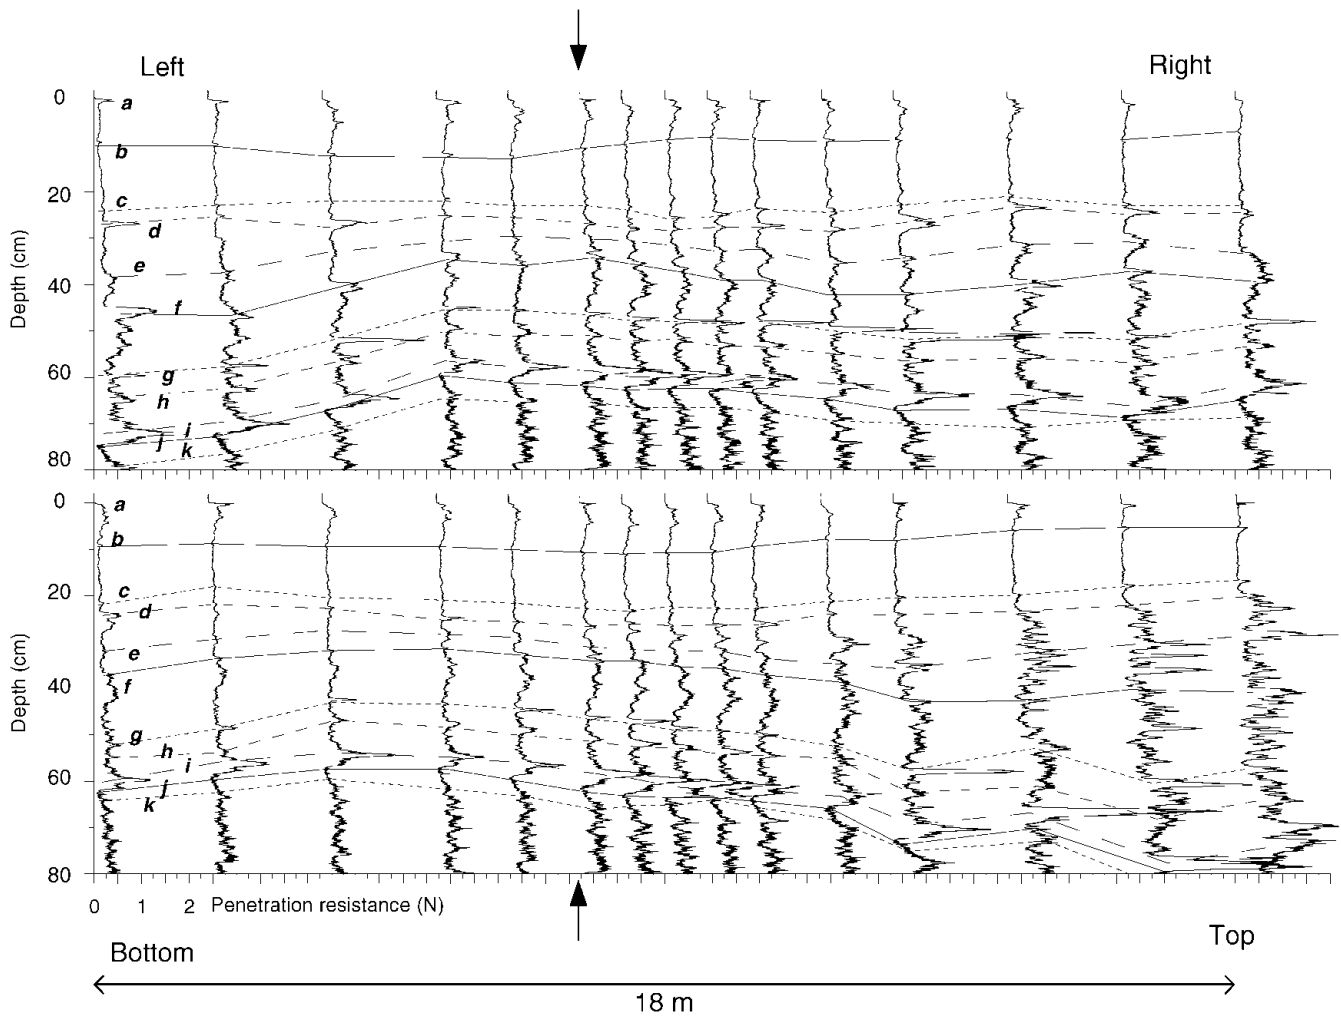 Left
Right
0
a
b
20
c
d
e
40
f
60
g
h
i
j
k
80
Depth (cm)
0
a
b
20
c
d
e
40
f
g
h
i
60
j
k
80
Depth (cm)
0 1 2 Penetration resistance (N)
Bottom
Top
18 m